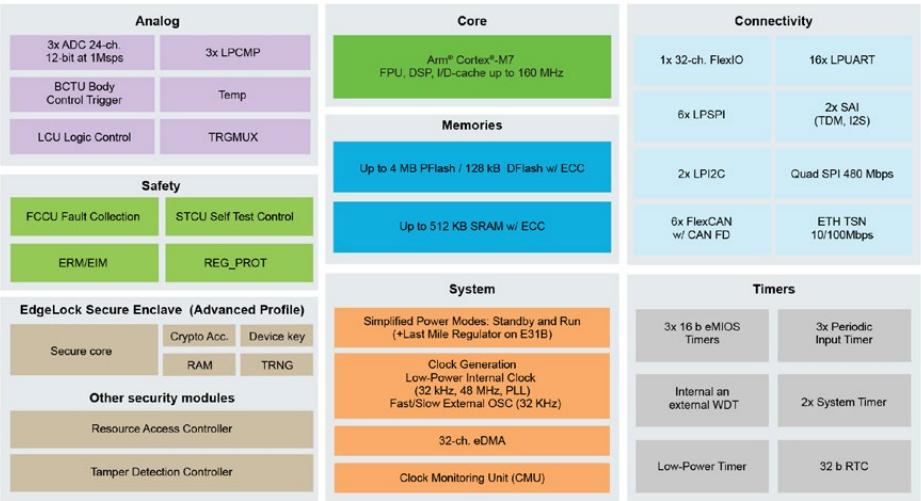 Analog
3x ADC 24-ch.
12-bit at 1Msps
3x LPCMP
BCTU Body
Control Trigger
Temp
LCU Logic Control
TRGMUX
Safety
FCCU Fault Collection
STCU Self Test Control
ERM/EIM
REG_PROT
EdgeLock Secure Enclave (Advanced Profile)
Secure core
Crypto Acc.
Device key
RAM
TRNG
Other security modules
Resource Access Controller
Tamper Detection Controller
Core
Arm® Cortex®-M7
FPU, DSP, I/D-cache up to 160 MHz
Memories
Up to 4 MB PFlash / 128 kB DFlash w/ ECC
Up to 512 KB SRAM w/ ECC
System
Simplified Power Modes: Standby and Run
(+Last Mile Regulator on E31B)
Clock Generation
Low-Power Internal Clock
(32 kHz, 48 MHz, PLL)
Fast/Slow External OSC (32 KHz)
32-ch. eDMA
Clock Monitoring Unit (CMU)
Connectivity
1x 32-ch. FlexIO
16x LPUART
6x LPSPI
2x SAI
(TDM, I2S)
2x LPI2C
Quad SPI 480 Mbps
6x FlexCAN
w/ CAN FD
ETH TSN
10/100Mbps
Timers
3x 16 b eMIOS
Timers
3x Periodic
Input Timer
Internal an
external WDT
2x System Timer
Low-Power Timer
32 b RTC